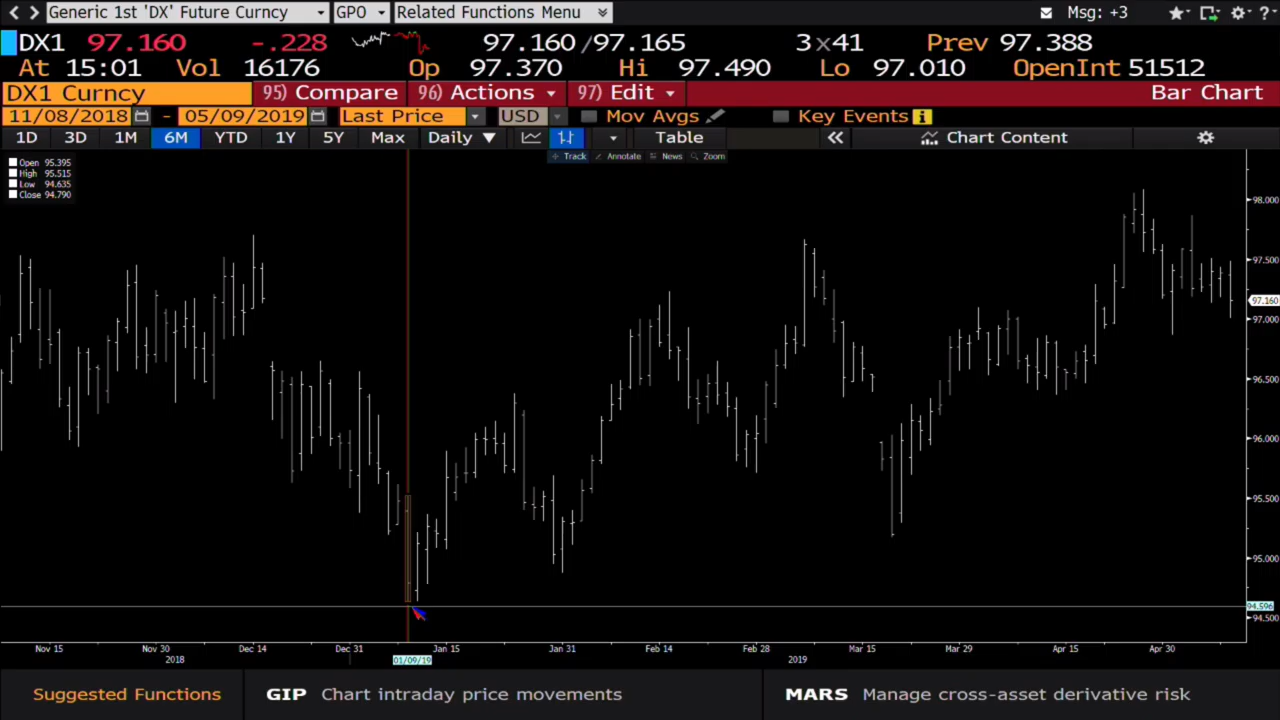 Generic 1st 'DX' Future Curncy GPO Related Functions Menu Msg: +3
DX1 97.160 -.228 97.160/97.165 3x41 Prev 97.388
At 15:01 Vol 16176 Op 97.370 Hi 97.490 Lo 97.010 OpenInt 51512
DX1 Curncy 95) Compare 96) Actions 97) Edit Bar Chart
11/08/2018 - 05/09/2019 Last Price USD Mov Avgs Key Events
1D 3D 1M 6M YTD 1Y 5Y Max Daily Table Chart Content
Track Annotate News Zoom
Open 95.395
High 95.515
Low 94.635
Close 94.790
98.000
97.500
97.160
97.000
96.500
96.000
95.500
95.000
94.596
94.500
Nov 15 Nov 30 Dec 14 Dec 31 Jan 15 Jan 31 Feb 14 Feb 28 Mar 15 Mar 29 Apr 15 Apr 30
2018 01/09/19 2019
Suggested Functions GIP Chart intraday price movements MARS Manage cross-asset derivative risk